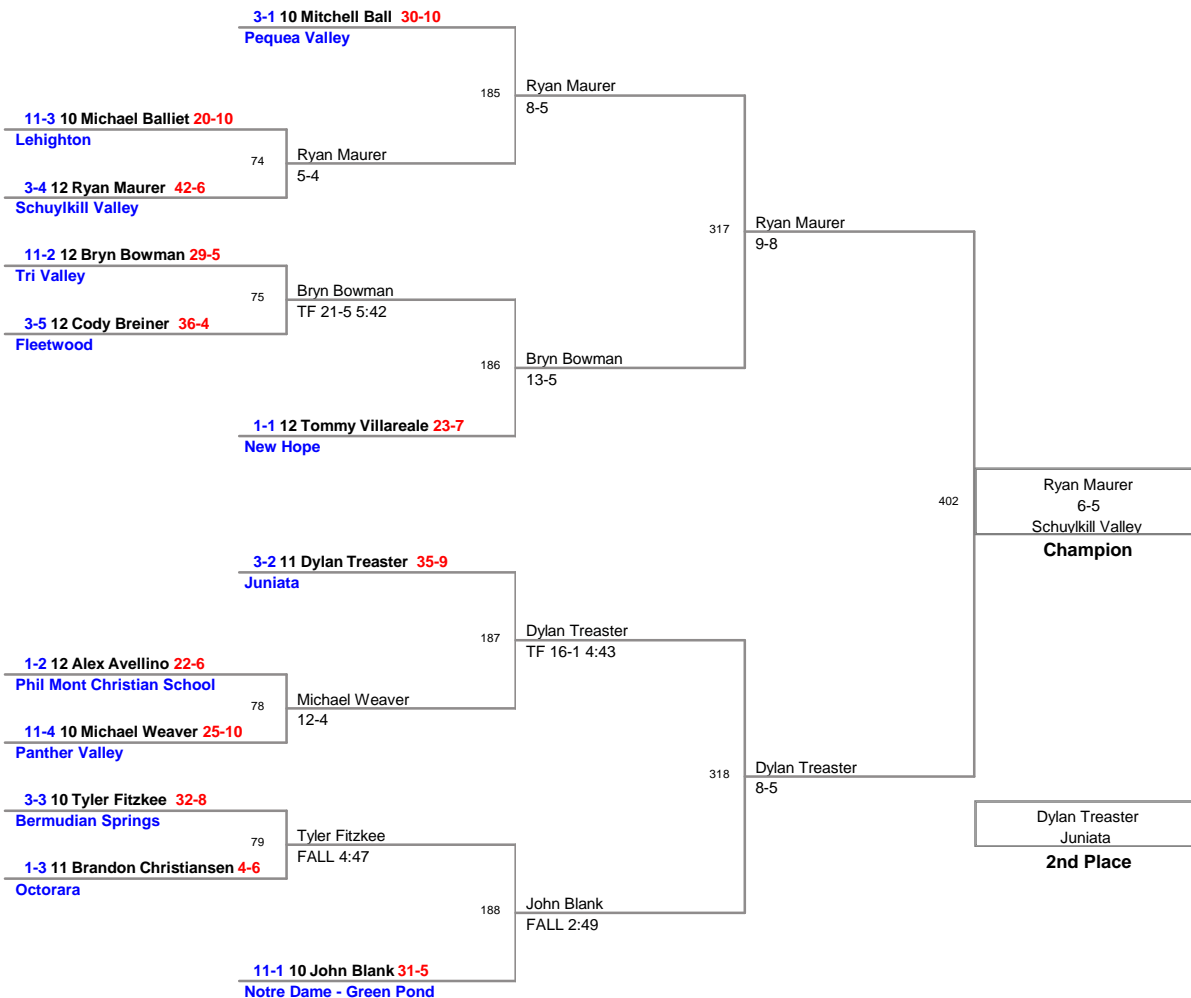 3-1 10 Mitchell Ball 30-10
Pequea Valley
185
Ryan Maurer
8-5
11-3 10 Michael Balliet 20-10
Lehighton
74
Ryan Maurer
5-4
3-4 12 Ryan Maurer 42-6
Schuylkill Valley
317
Ryan Maurer
9-8
11-2 12 Bryn Bowman 29-5
Tri Valley
75
Bryn Bowman
TF 21-5 5:42
3-5 12 Cody Breiner 36-4
Fleetwood
186
Bryn Bowman
13-5
1-1 12 Tommy Villareale 23-7
New Hope
402
Ryan Maurer
6-5
Schuylkill Valley
Champion
3-2 11 Dylan Treaster 35-9
Juniata
187
Dylan Treaster
TF 16-1 4:43
1-2 12 Alex Avellino 22-6
Phil Mont Christian School
78
Michael Weaver
12-4
11-4 10 Michael Weaver 25-10
Panther Valley
318
Dylan Treaster
8-5
3-3 10 Tyler Fitzkee 32-8
Bermudian Springs
79
Tyler Fitzkee
FALL 4:47
1-3 11 Brandon Christiansen 4-6
Octorara
Dylan Treaster
Juniata
2nd Place
188
John Blank
FALL 2:49
11-1 10 John Blank 31-5
Notre Dame - Green Pond